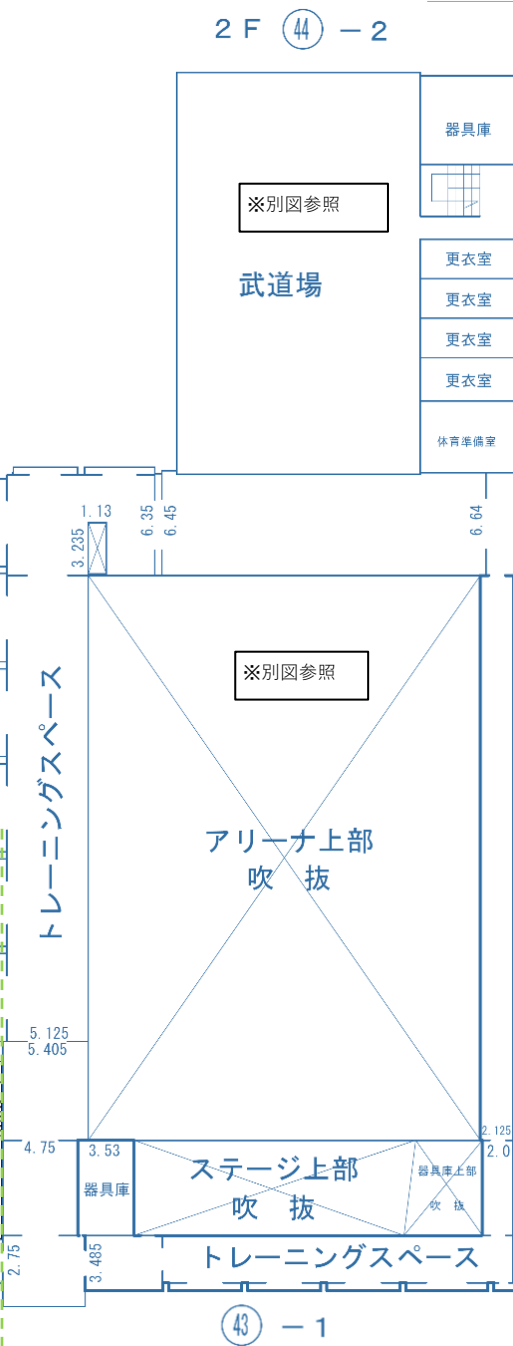 ２Ｆ ㊹ －２
器具庫
※別図参照
武道場
更衣室
更衣室
更衣室
更衣室
体育準備室
1.13
3.235
6.35
6.45
6.64
※別図参照
トレーニングスペース
アリーナ上部
吹 抜
5.125
5.405
2.125
4.75
3.53
2.0
ステージ上部
吹 抜
器具庫上部
吹 抜
器具庫
2.75
3.485
トレーニングスペース
㊸ －１